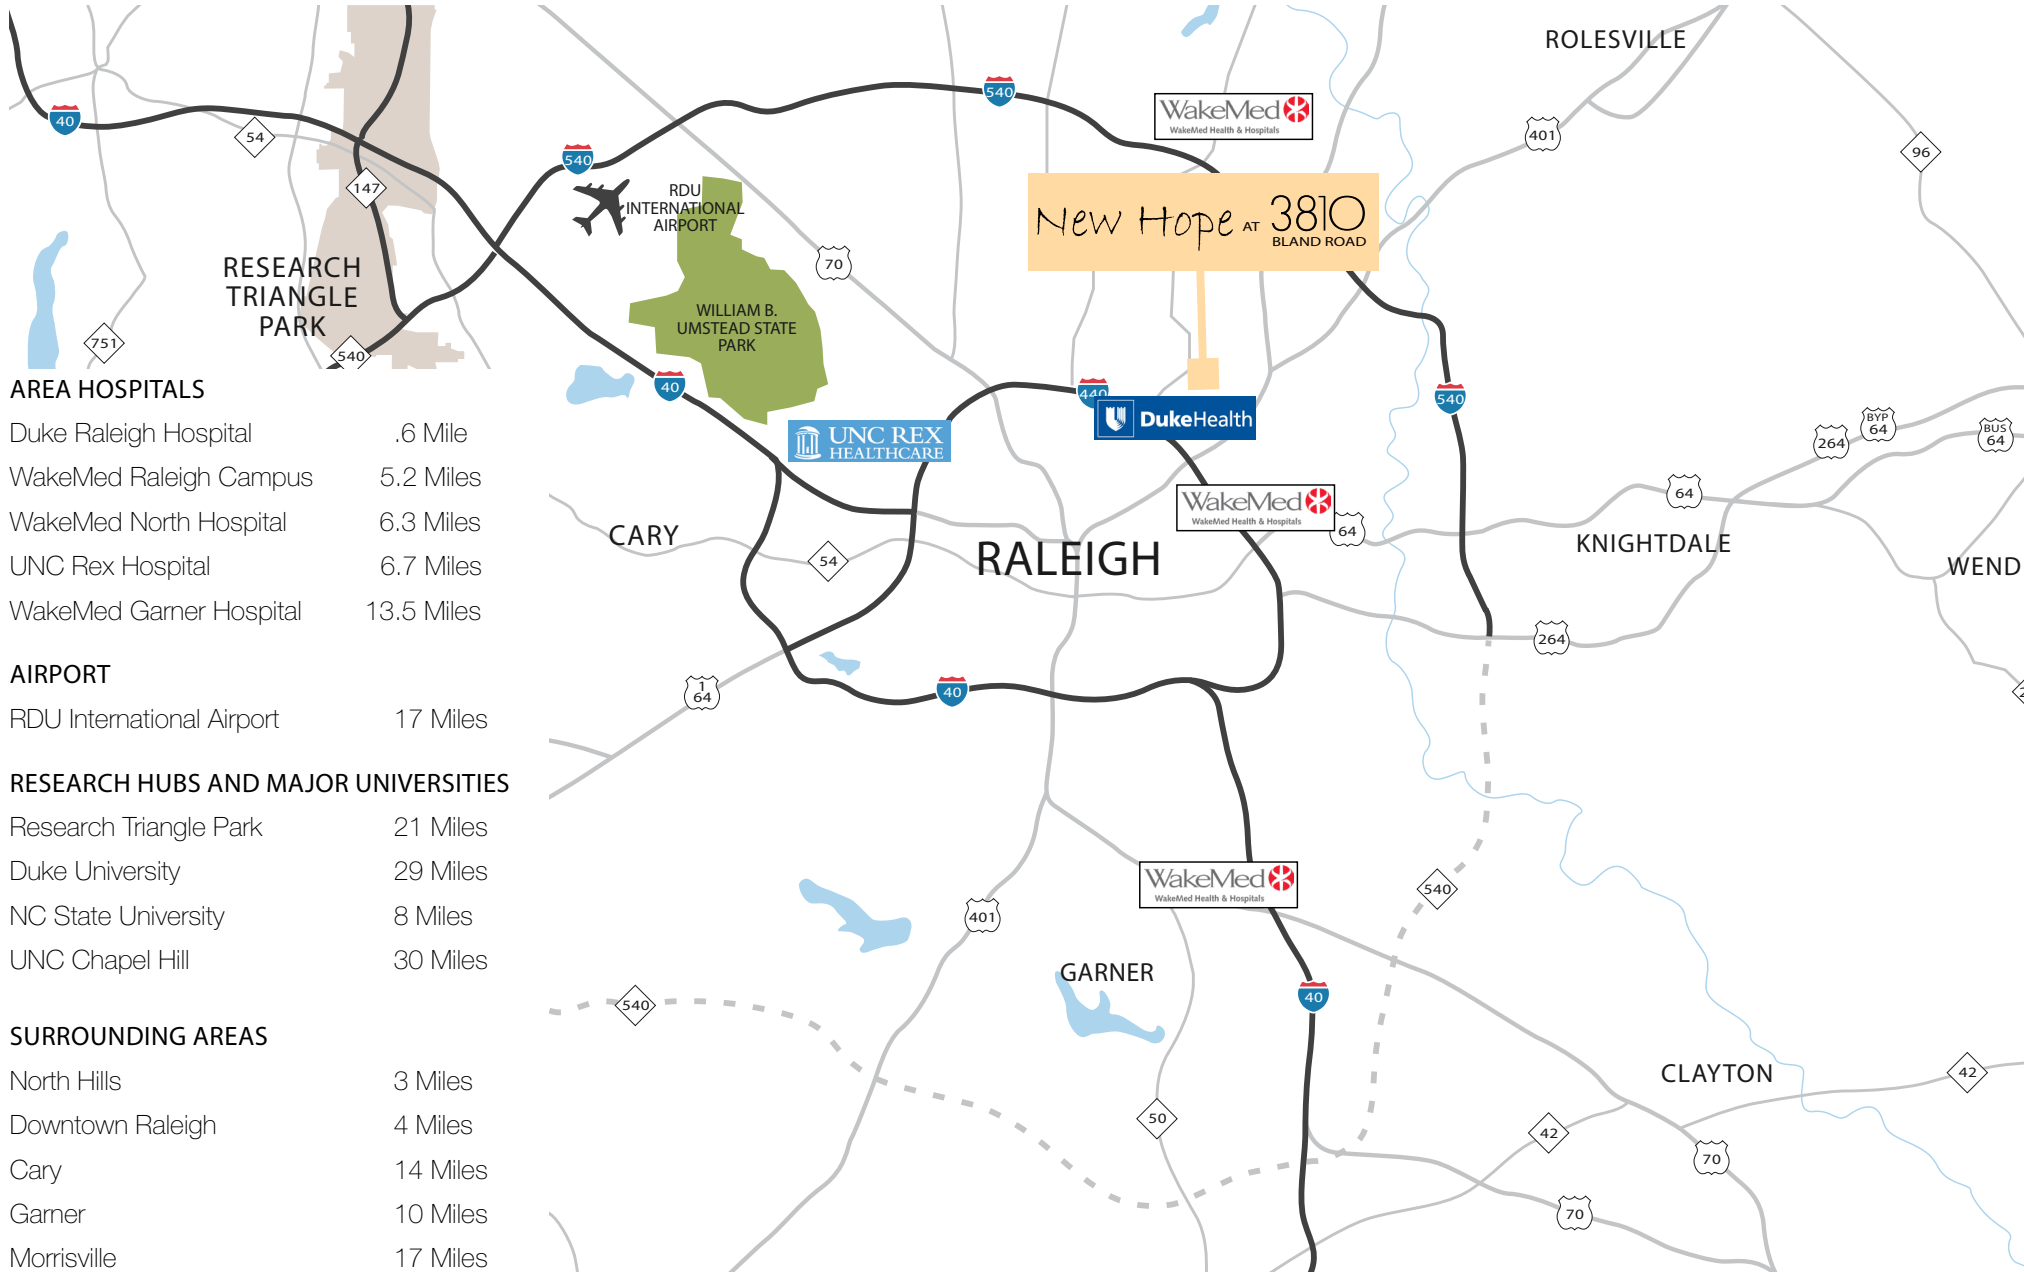 ROLESVILLE
40
54
147
540
540
WakeMed
WakeMed Health & Hospitals
401
96
RDU
INTERNATIONAL
AIRPORT
New Hope AT 3810
BLAND ROAD
70
RESEARCH
TRIANGLE
PARK
751
540
WILLIAM B.
UMSTEAD STATE
PARK
40
440
540
DukeHealth
UNC REX
HEALTHCARE
264
BYP
64
BUS
64
WakeMed
WakeMed Health & Hospitals
64
64
CARY
54
RALEIGH
KNIGHTDALE
WEND
264
1
64
40
WakeMed
WakeMed Health & Hospitals
540
401
GARNER
40
540
CLAYTON
42
50
42
70
70
AREA HOSPITALS
Duke Raleigh Hospital .6 Mile
WakeMed Raleigh Campus 5.2 Miles
WakeMed North Hospital 6.3 Miles
UNC Rex Hospital 6.7 Miles
WakeMed Garner Hospital 13.5 Miles
AIRPORT
RDU International Airport 17 Miles
RESEARCH HUBS AND MAJOR UNIVERSITIES
Research Triangle Park 21 Miles
Duke University 29 Miles
NC State University 8 Miles
UNC Chapel Hill 30 Miles
SURROUNDING AREAS
North Hills 3 Miles
Downtown Raleigh 4 Miles
Cary 14 Miles
Garner 10 Miles
Morrisville 17 Miles